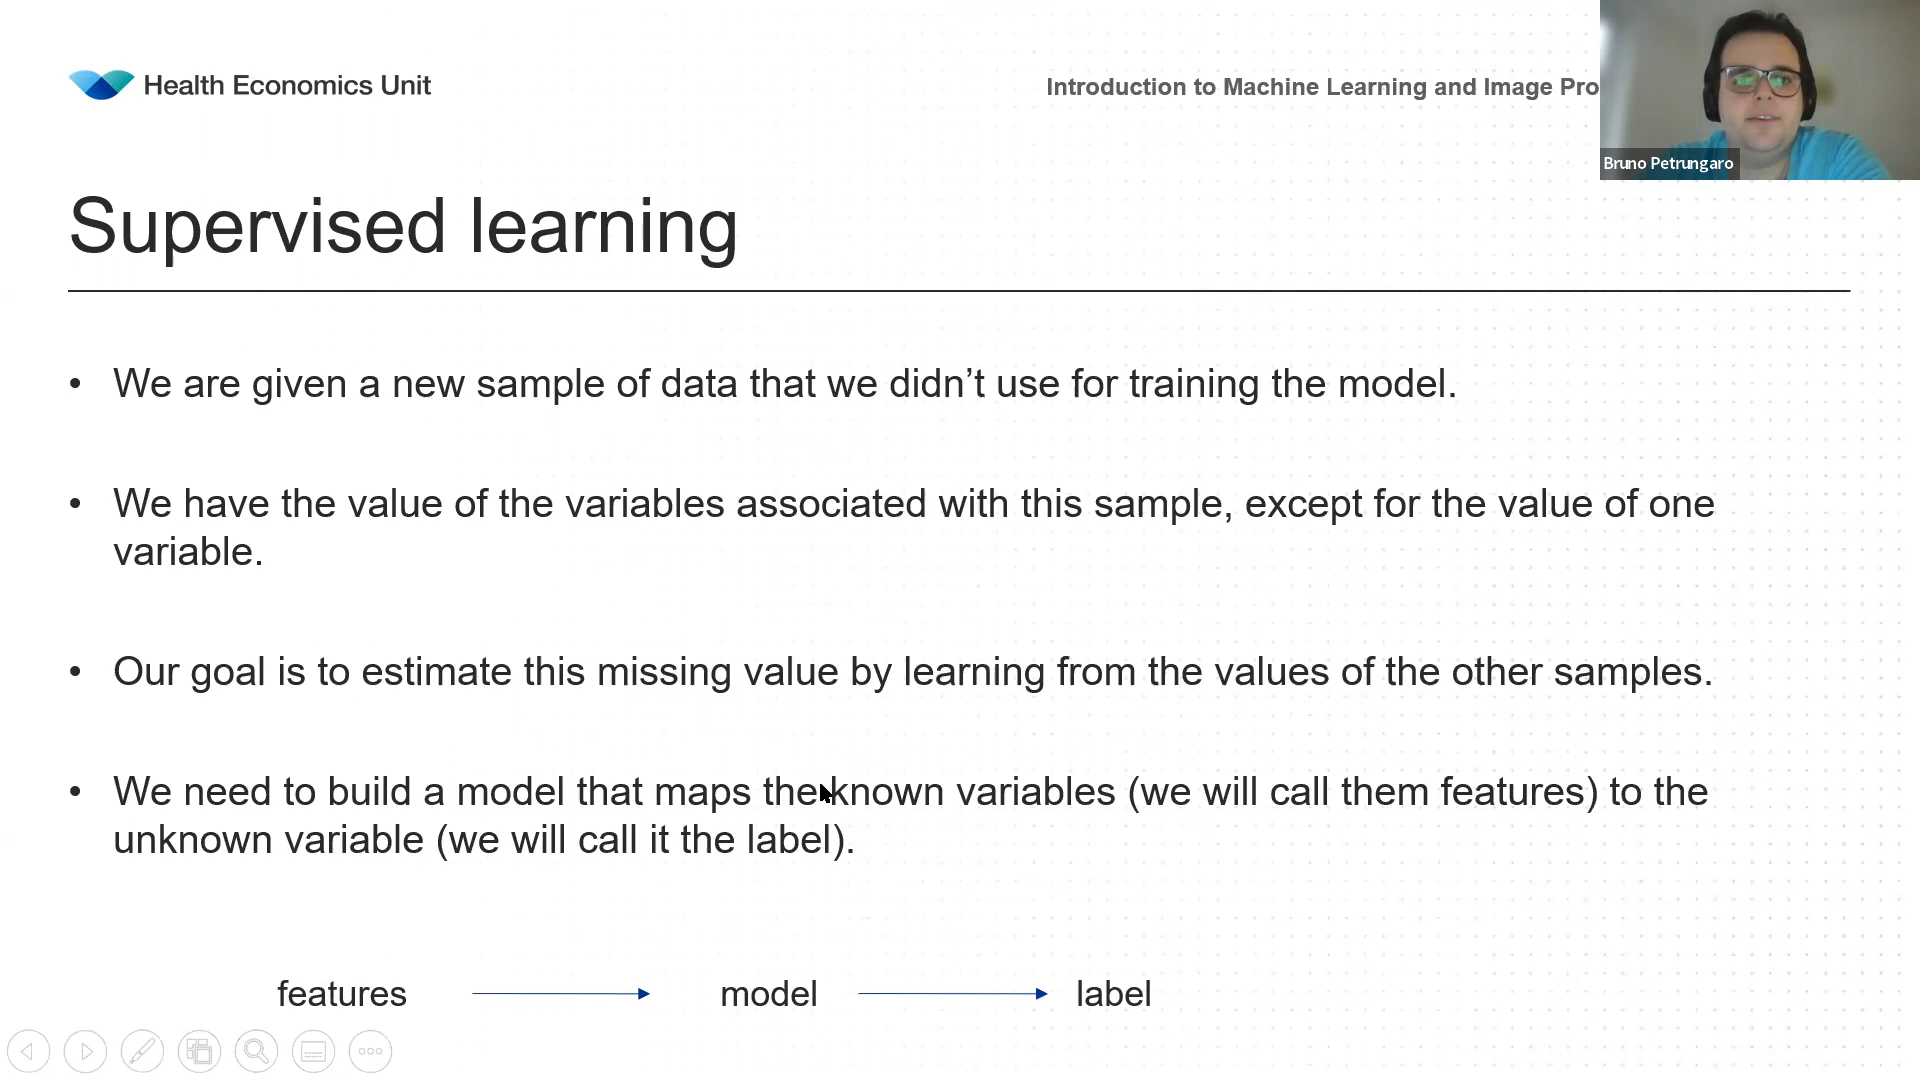 Health Economics Unit
Introduction to Machine Learning and Image Pro
Bruno Petrungaro
Supervised learning
• We are given a new sample of data that we didn’t use for training the model.
• We have the value of the variables associated with this sample, except for the value of one
variable.
• Our goal is to estimate this missing value by learning from the values of the other samples.
• We need to build a model that maps the known variables (we will call them features) to the
unknown variable (we will call it the label).
features model label